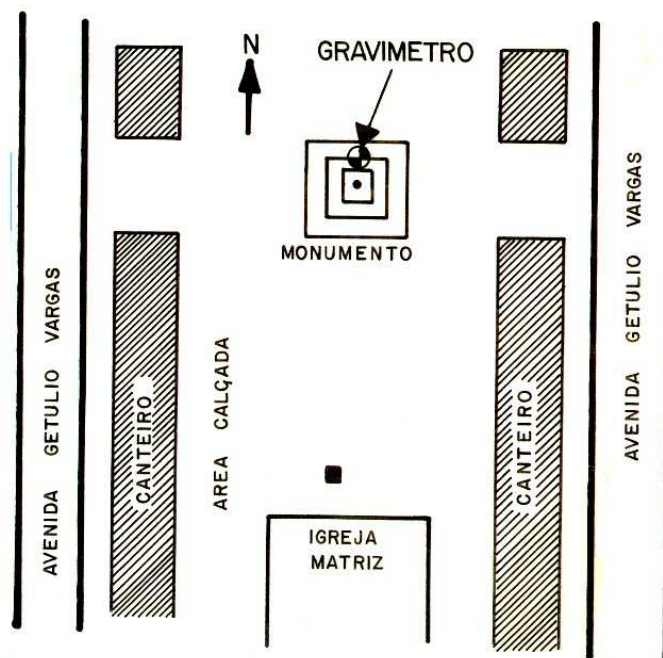 N
GRAVIMETRO
MONUMENTO
AVENIDA GETULIO VARGAS
CANTEIRO
AREA CALÇADA
CANTEIRO
AVENIDA GETULIO VARGAS
IGREJA
MATRIZ